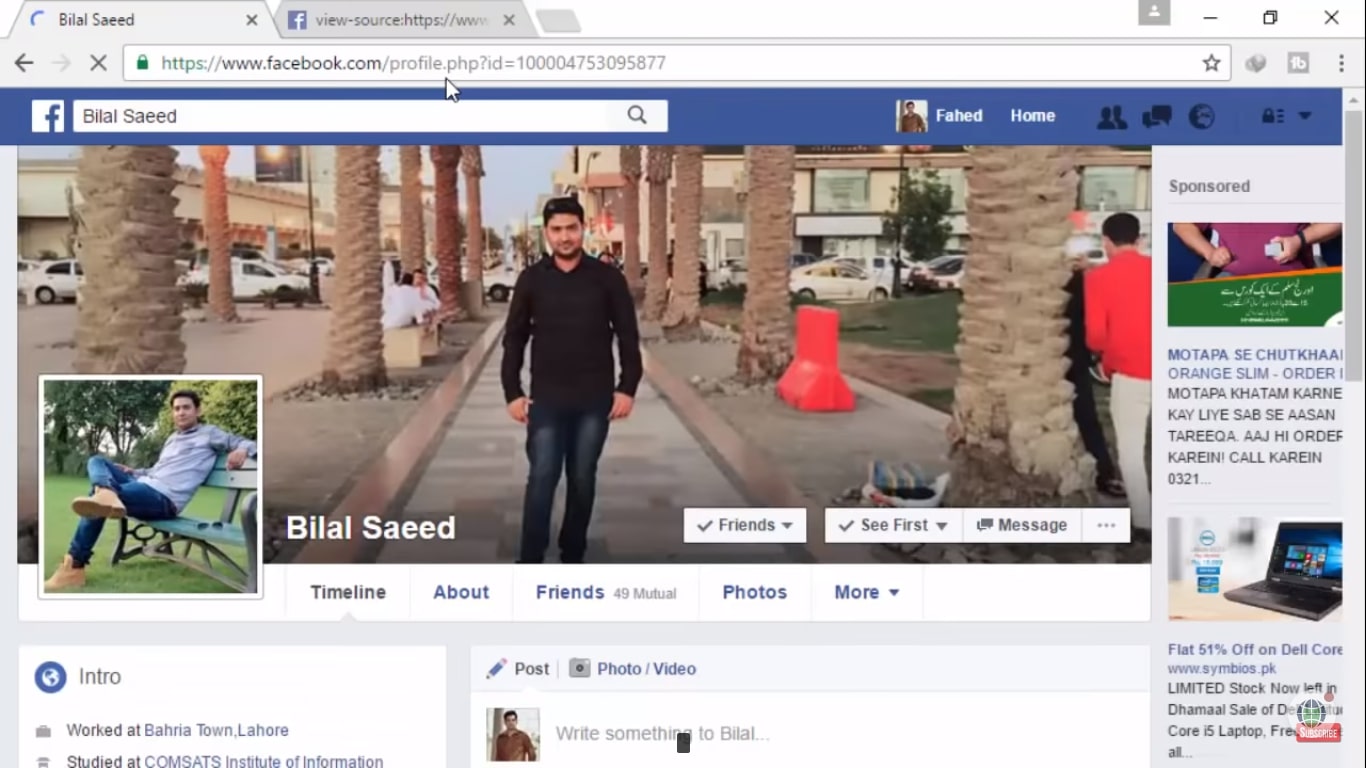 Bilal Saeed
view-source:https://www
https://www.facebook.com/profile.php?id=100004753095877
Bilal Saeed
Fahed
Home
Bilal Saeed
Friends
See First
Message
Timeline
About
Friends 49 Mutual
Photos
More
Intro
Worked at Bahria Town,Lahore
Studied at COMSATS Institute of Information
Post
Photo / Video
Write something to Bilal...
Sponsored
MOTAPA SE CHUTKHAA
ORANGE SLIM - ORDER
MOTAPA KHATAM KARNE
KAY LIYE SAB SE AASAN
TAREEQA. AAJ HI ORDER
KAREIN! CALL KAREIN
0321...
Flat 51% Off on Dell Core
www.symbios.pk
LIMITED Stock Now left in
Dhamaal Sale of
Core i5 Laptop,
all...
SUBSCRIBE